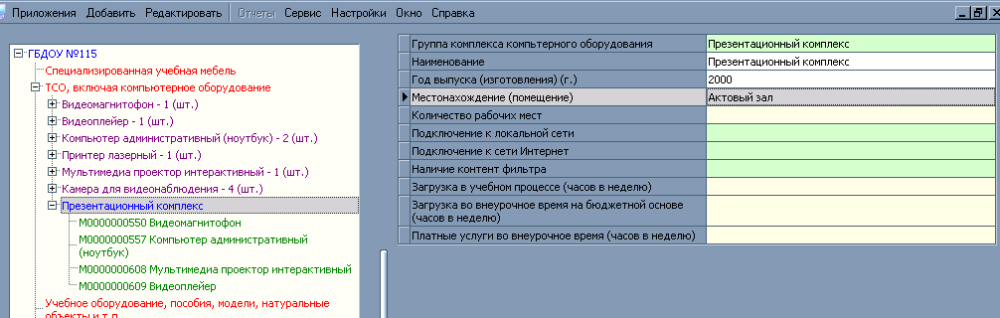 Приложения Добавить Редактировать Отчеты Сервис Настройки Окно Справка
ГБДОУ №115
Специализированная учебная мебель
ТСО, включая компьютерное оборудование
Видеомагнитофон - 1 (шт.)
Видеоплейер - 1 (шт.)
Компьютер административный (ноутбук) - 2 (шт.)
Принтер лазерный - 1 (шт.)
Мультимедиа проектор интерактивный - 1 (шт.)
Камера для видеонаблюдения - 4 (шт.)
Презентационный комплекс
М0000000550 Видеомагнитофон
М0000000557 Компьютер административный
(ноутбук)
М0000000608 Мультимедиа проектор интерактивный
М0000000609 Видеоплейер
Учебное оборудование, пособия, модели, натуральные
объекты и т.п.
Группа комплекса компьтерного оборудования Презентационный комплекс
Наименование Презентационный комплекс
Год выпуска (изготовления) (г.) 2000
Местонахождение (помещение) Актовый зал
Количество рабочих мест
Подключение к локальной сети
Подключение к сети Интернет
Наличие контент фильтра
Загрузка в учебном процессе (часов в неделю)
Загрузка во внеурочное время на бюджетной основе
(часов в неделю)
Платные услуги во внеурочное время (часов в неделю)